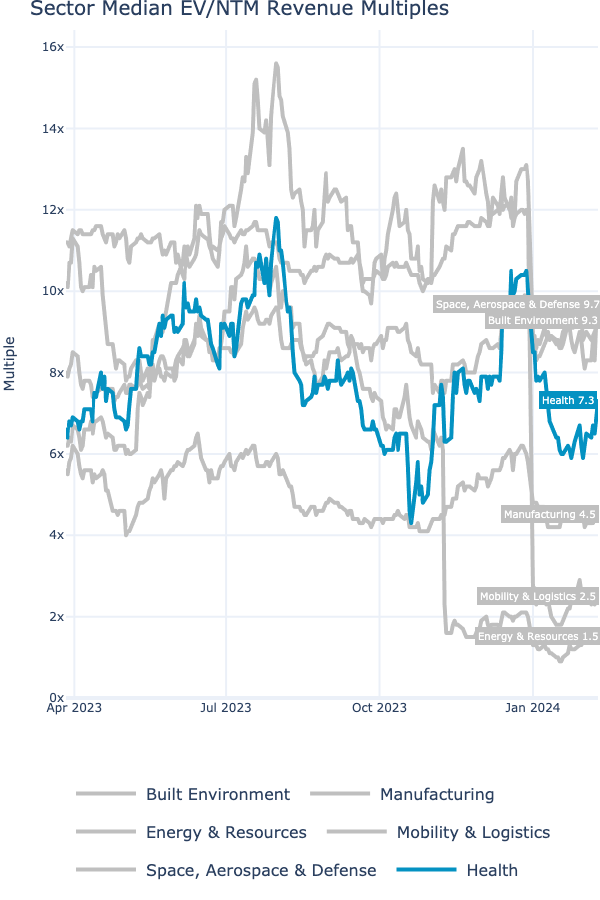 Sector Median EV/NTM Revenue Multiples
16x
14x
12x
10x
8x
6x
4x
2x
0x
Multiple
Space, Aerospace & Defense 9.7
Built Environment 9.3
Health 7.3
Manufacturing 4.5
Mobility & Logistics 2.5
Energy & Resources 1.5
Apr 2023 Jul 2023 Oct 2023 Jan 2024
Built Environment Manufacturing
Energy & Resources Mobility & Logistics
Space, Aerospace & Defense Health